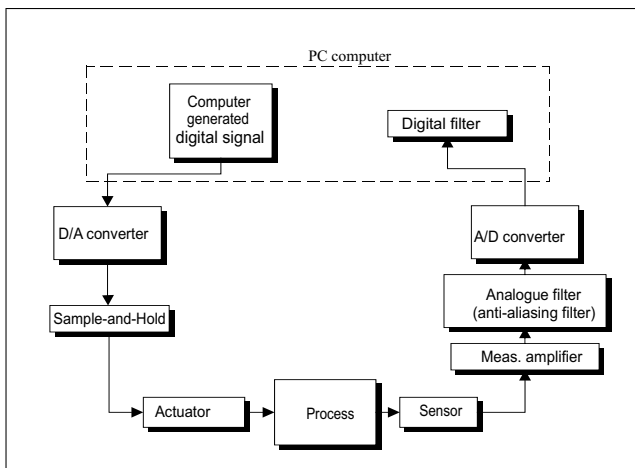 PC computer
Computer
generated
digital signal
Digital filter
D/A converter
A/D converter
Sample-and-Hold
Analogue filter
(anti-aliasing filter)
Meas. amplifier
Actuator
Process
Sensor